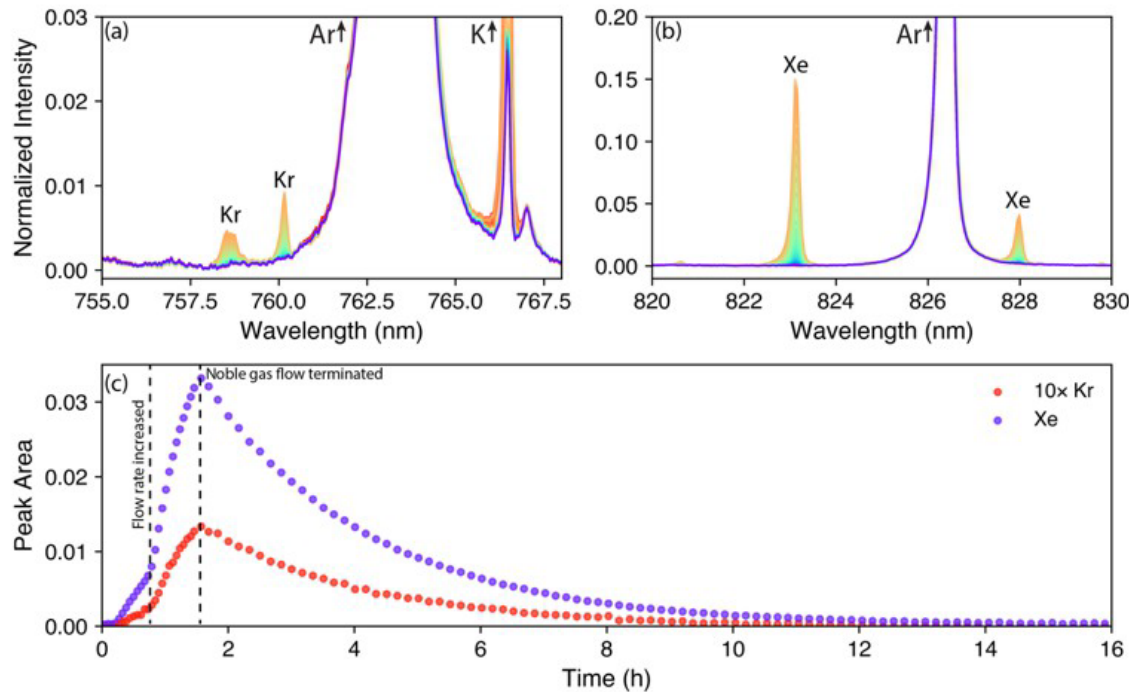 (a)
Ar↑
K↑
Kr
Kr
0.03
0.02
0.01
0.00
Normalized Intensity
755.0 757.5 760.0 762.5 765.0 767.5
Wavelength (nm)
(b)
Ar↑
Xe
Xe
0.20
0.15
0.10
0.05
0.00
820 822 824 826 828 830
Wavelength (nm)
(c)
Flow rate increased
Noble gas flow terminated
10× Kr
Xe
0.03
0.02
0.01
0.00
Peak Area
0 2 4 6 8 10 12 14 16
Time (h)